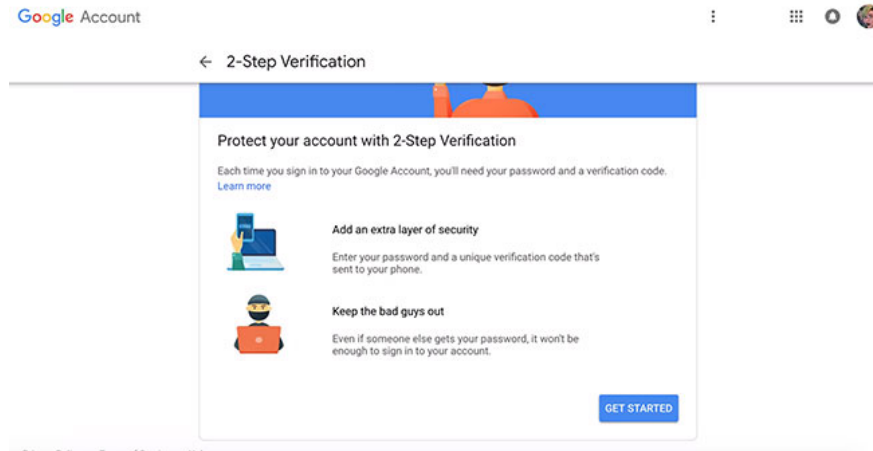 Google Account
2-Step Verification
Protect your account with 2-Step Verification
Each time you sign in to your Google Account, you'll need your password and a verification code.
Learn more
Add an extra layer of security
Enter your password and a unique verification code that's
sent to your phone.
Keep the bad guys out
Even if someone else gets your password, it won't be
enough to sign in to your account.
GET STARTED